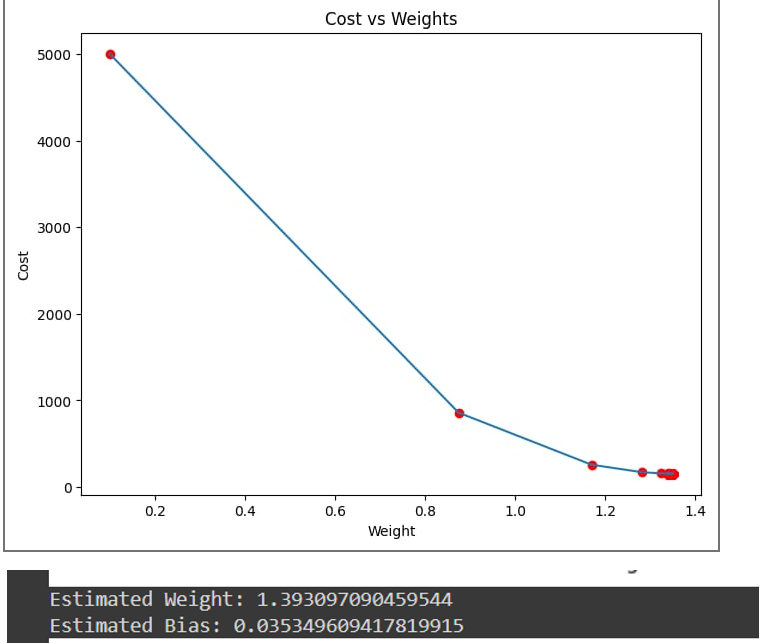 Cost vs Weights
5000
4000
3000
2000
1000
0
Cost
0.2 0.4 0.6 0.8 1.0 1.2 1.4
Weight
Estimated Weight: 1.393097090459544
Estimated Bias: 0.035349609417819915